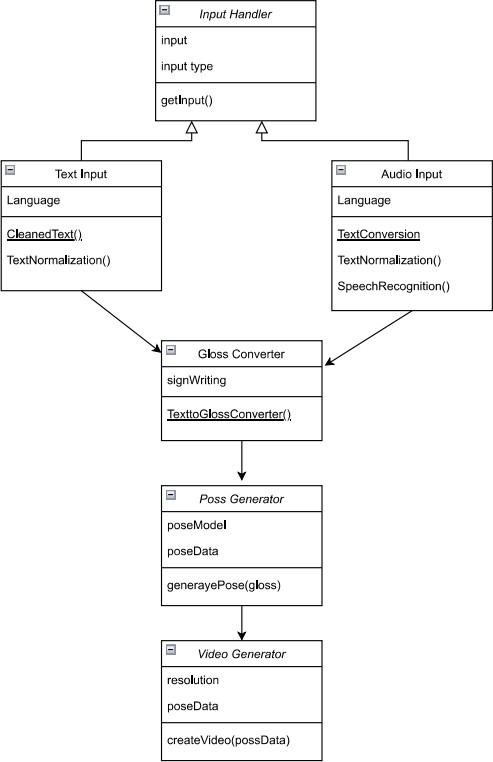 Input Handler
input
input type
getInput()
Text Input
Language
CleanedText()
TextNormalization()
Audio Input
Language
TextConversion
TextNormalization()
SpeechRecognition()
Gloss Converter
signWriting
TexttoGlossConverter()
Poss Generator
poseModel
poseData
generayePose(gloss)
Video Generator
resolution
poseData
createVideo(possData)